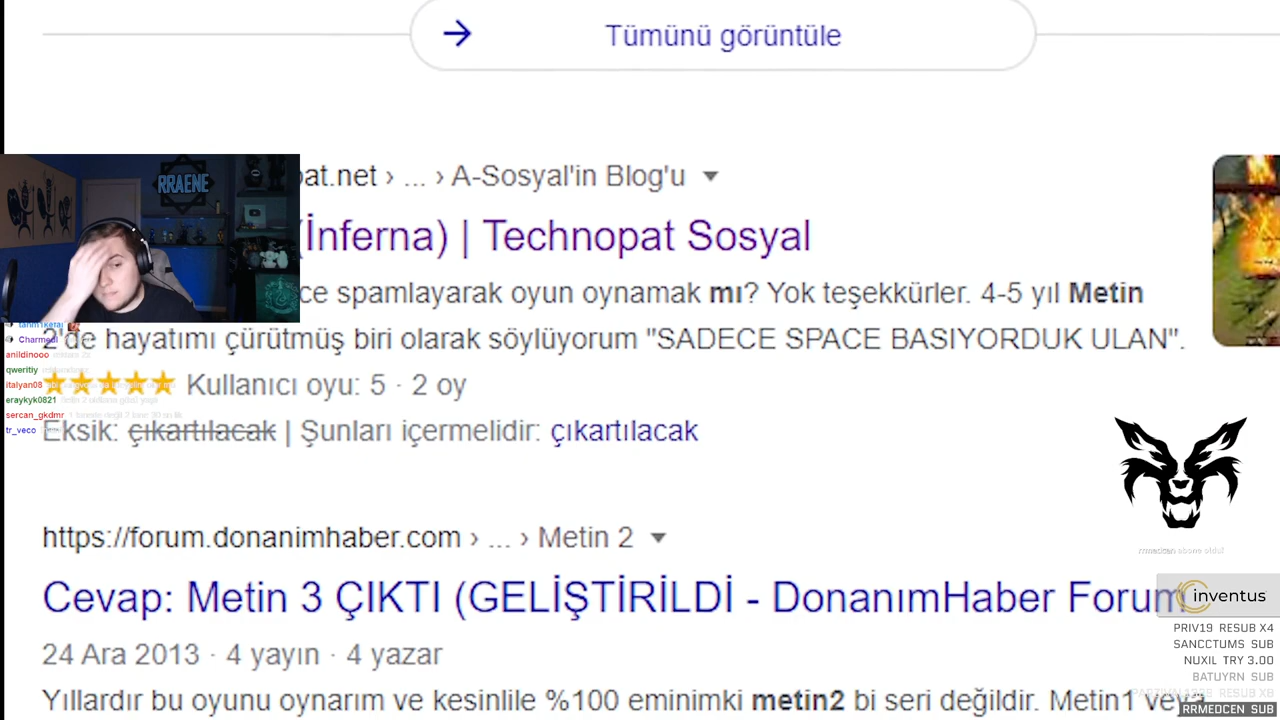 Tümünü görüntüle
pat.net › ... › A-Sosyal'in Blog'u
(İnferna) | Technopat Sosyal
ce spamlayarak oyun oynamak mı? Yok teşekkürler. 4-5 yıl Metin
2'de hayatımı çürütmüş biri olarak söylüyorum "SADECE SPACE BASIYORDUK ULAN".
Kullanıcı oyu: 5 · 2 oy
Eksik: çıkartılacak | Şunları içermelidir: çıkartılacak
https://forum.donanimhaber.com › ... › Metin 2
Cevap: Metin 3 ÇIKTI (GELİŞTİRİLDİ - DonanımHaber Forum
24 Ara 2013 · 4 yayın · 4 yazar
Yıllardır bu oyunu oynarım ve kesinlile %100 eminimki metin2 bi seri değildir. Metin1 veya
RRAENE
anildinooo
qweritiy
italyan08
eraykyk0821
sercan_gkdmr
tr_veco
rrmedcen abone oldu!
inventus
PRIV19 RESUB X4
SANCCTUMS SUB
NUXIL TRY 3.00
BATUYRN SUB
RRMEDCEN SUB